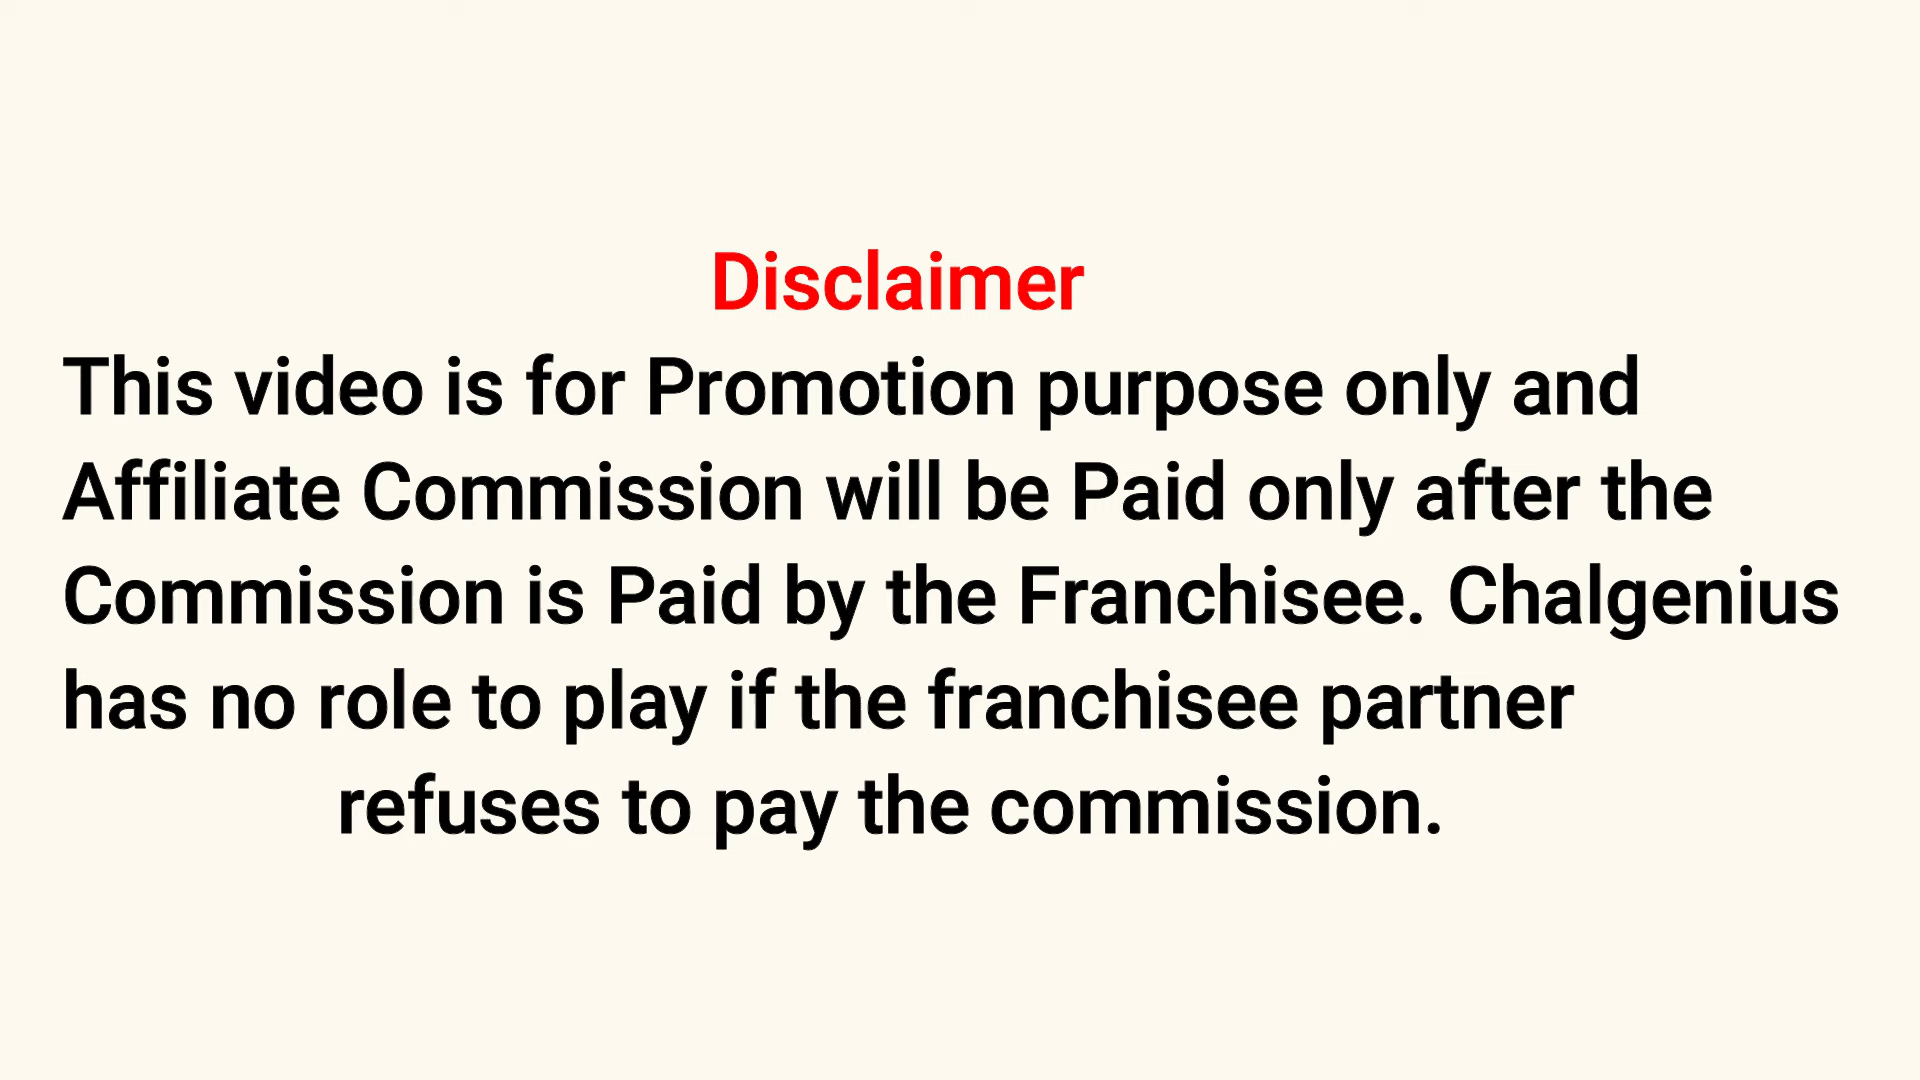 Disclaimer
This video is for Promotion purpose only and
Affiliate Commission will be Paid only after the
Commission is Paid by the Franchisee. Chalgenius
has no role to play if the franchisee partner
refuses to pay the commission.